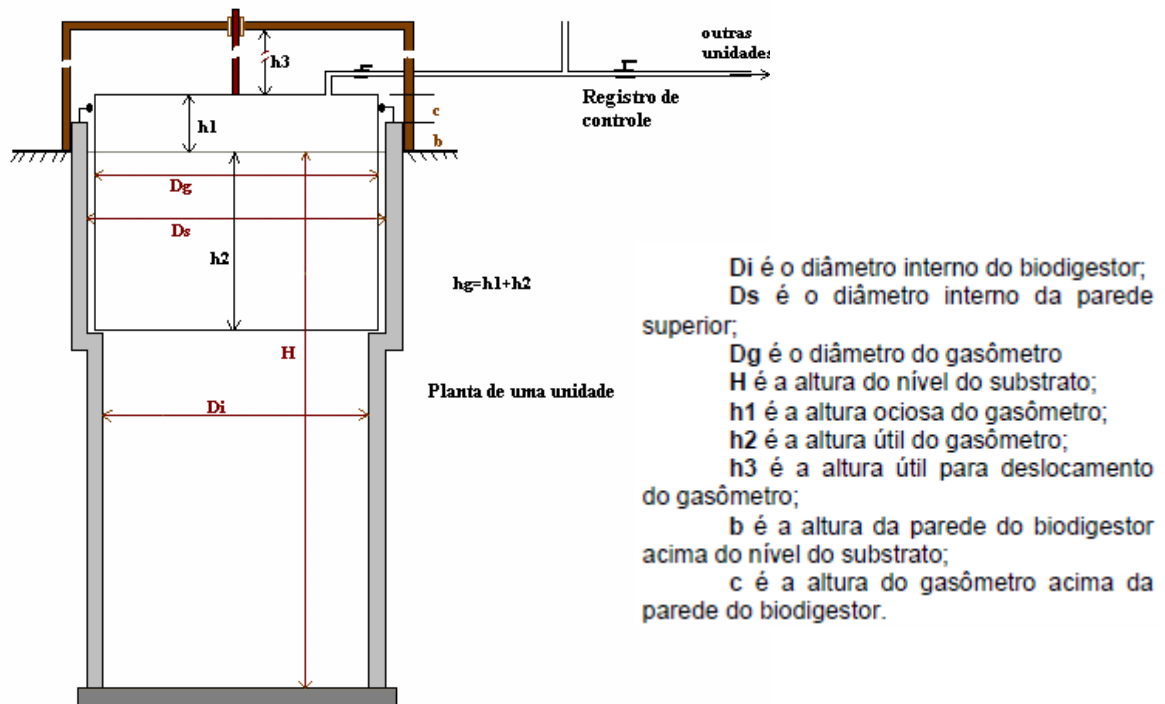 outras
unidades
h3
Registro de
controle
c
h1
b
Dg
Ds
h2
hg=h1+h2
H
Planta de uma unidade
Di
Di é o diâmetro interno do biodigestor;
Ds é o diâmetro interno da parede
superior;
Dg é o diâmetro do gasômetro
H é a altura do nível do substrato;
h1 é a altura ociosa do gasômetro;
h2 é a altura útil do gasômetro;
h3 é a altura útil para deslocamento
do gasômetro;
b é a altura da parede do biodigestor
acima do nível do substrato;
c é a altura do gasômetro acima da
parede do biodigestor.